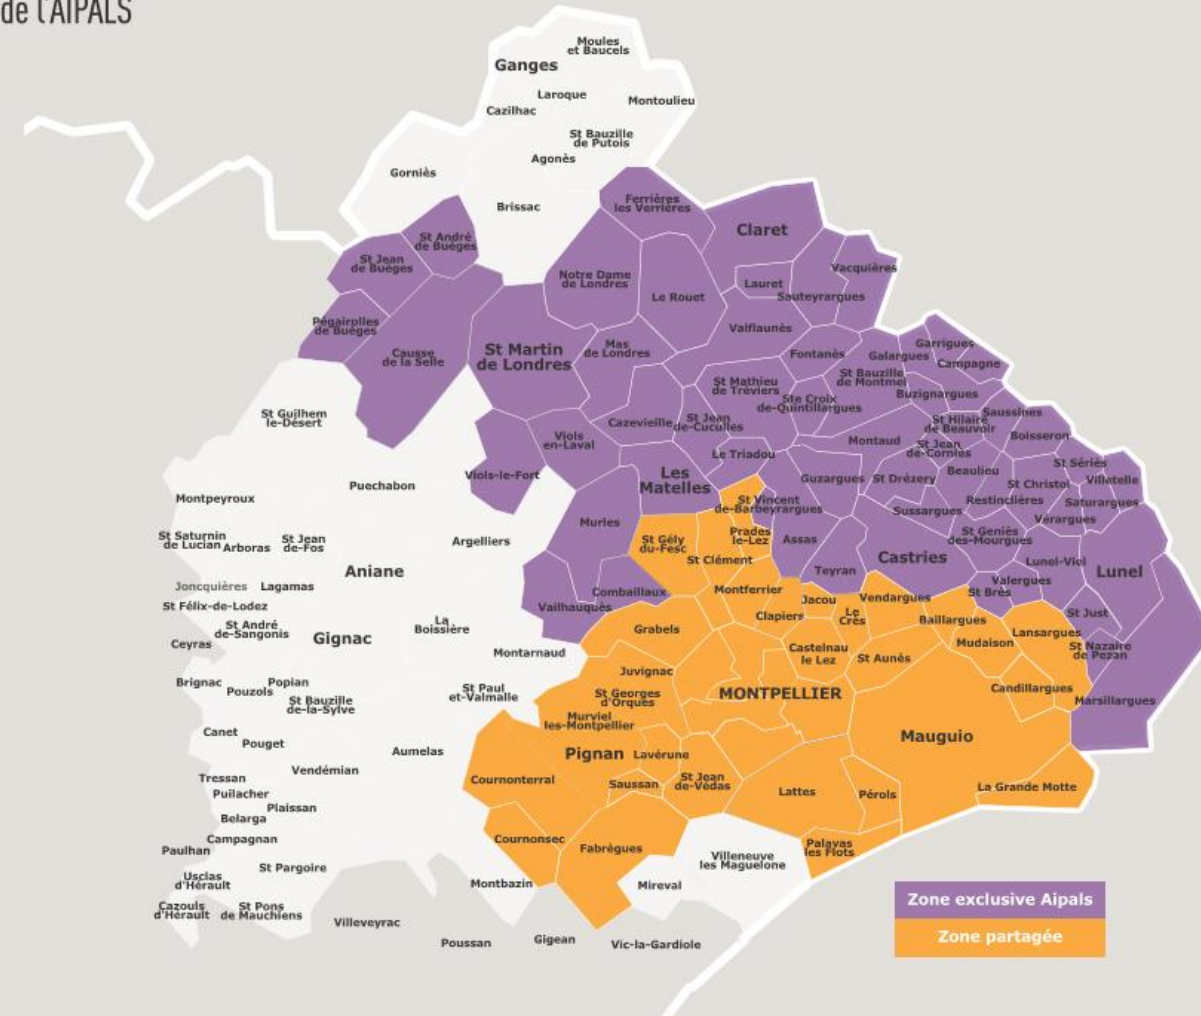 de l'AIPALS
Moules
et Baucels
Ganges
Laroque
Montoulieu
Cazilhac
St Bauzille
de Putois
Agonès
Gorniès
Brissac
Ferrières
les Verrières
Claret
St André
de Buèges
St Jean
de Buèges
Vacquières
Notre Dame
de Londres
Lauret
Le Rouet
Sauteyrargues
Pégairolles
de Buèges
Valflaunès
Garrigues
Mas
de Londres
St Martin
de Londres
Causse
de la Selle
Fontanès
Galargues
Campagne
St Bauzille
de Montmel
St Mathieu
de Tréviers
Buzignargues
Ste Croix
de-Quintillargues
St Guilhem
le-Désert
Saussines
Cazevieille
St Jean
de-Cuculles
St Hilaire
de Beauvoir
Viols
en-Laval
Montaud
Boisseron
St Jean
de-Cornies
Le Triadou
St Sériès
Viols-le-Fort
Les
Matelles
Guzargues
St Drézery
Beaulieu
St Christol
Villetelle
Puechabon
Montpeyroux
St Vincent
de-Barbeyrargues
Restinclières
Saturargues
Sussargues
Vérargues
Murles
St Saturnin
de Lucian
Arboras
St Jean
de-Fos
Argelliers
St Gély
du-Fesc
Prades
le-Lez
Assas
St Geniès
des-Mourgues
St Clément
Castries
Lunel-Viel
Lunel
Aniane
Teyran
Joncquières
Lagamas
Combaillaux
Montferrier
Valergues
St Brès
St Félix-de-Lodez
Vailhauquès
Jacou
Vendargues
Clapiers
Le
Crès
Baillargues
St Just
St André
de-Sangonis
Gignac
La
Boissière
Grabels
Lansargues
Ceyras
Mudaison
Montarnaud
Castelnau
le Lez
St Aunès
St Nazaire
de Pezan
Juvignac
Brignac
Popian
Pouzols
St Bauzille
de-la-Sylve
St Paul
et-Valmalle
St Georges
d'Orques
MONTPELLIER
Candillargues
Marsillargues
Murviel
les-Montpellier
Canet
Pouget
Mauguio
Aumelas
Pignan
Lavérune
Vendémian
Tressan
Cournonterral
Saussan
St Jean
de-Védas
Lattes
Pérols
La Grande Motte
Puilacher
Plaissan
Belarga
Campagnan
Cournonsec
Fabrègues
Palavas
les Flots
Paulhan
St Pargoire
Villeneuve
les Maguelone
Usclas
d'Hérault
Montbazin
Mireval
Cazouls
d'Hérault
St Pons
de Mauchiens
Villeveyrac
Poussan
Gigean
Vic-la-Gardiole
Zone exclusive Aipals
Zone partagée